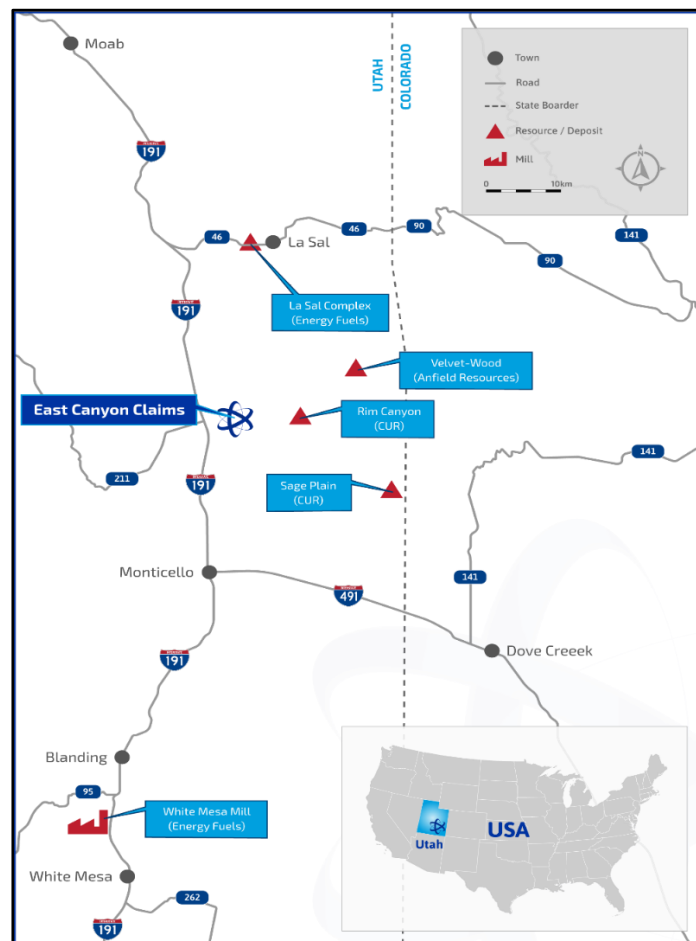 Moab
UTAH
COLORADO
Town
Road
State Boarder
Resource / Deposit
Mill
N
0
10km
191
46
La Sal
46
90
141
90
La Sal Complex
(Energy Fuels)
191
Velvet-Wood
(Anfield Resources)
East Canyon Claims
Rim Canyon
(CUR)
211
191
Sage Plain
(CUR)
141
Monticello
491
141
191
Dove Creeek
Blanding
95
White Mesa Mill
(Energy Fuels)
USA
Utah
White Mesa
262
191